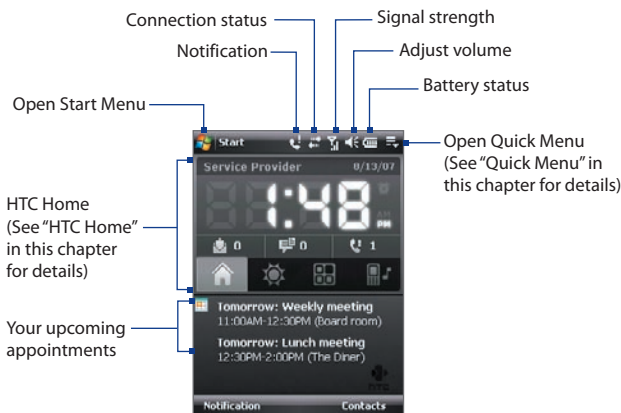 Connection status
Signal strength
Notification
Adjust volume
Battery status
Open Start Menu
Open Quick Menu
(See “Quick Menu” in
this chapter for details)
HTC Home
(See “HTC Home”
in this chapter
for details)
Your upcoming
appointments
Start
Service Provider 8/13/07
1:48
AM
PM
0 0 1
Tomorrow: Weekly meeting
11:00AM-12:30PM (Board room)
Tomorrow: Lunch meeting
12:30PM-2:00PM (The Diner)
hTC
Notification Contacts